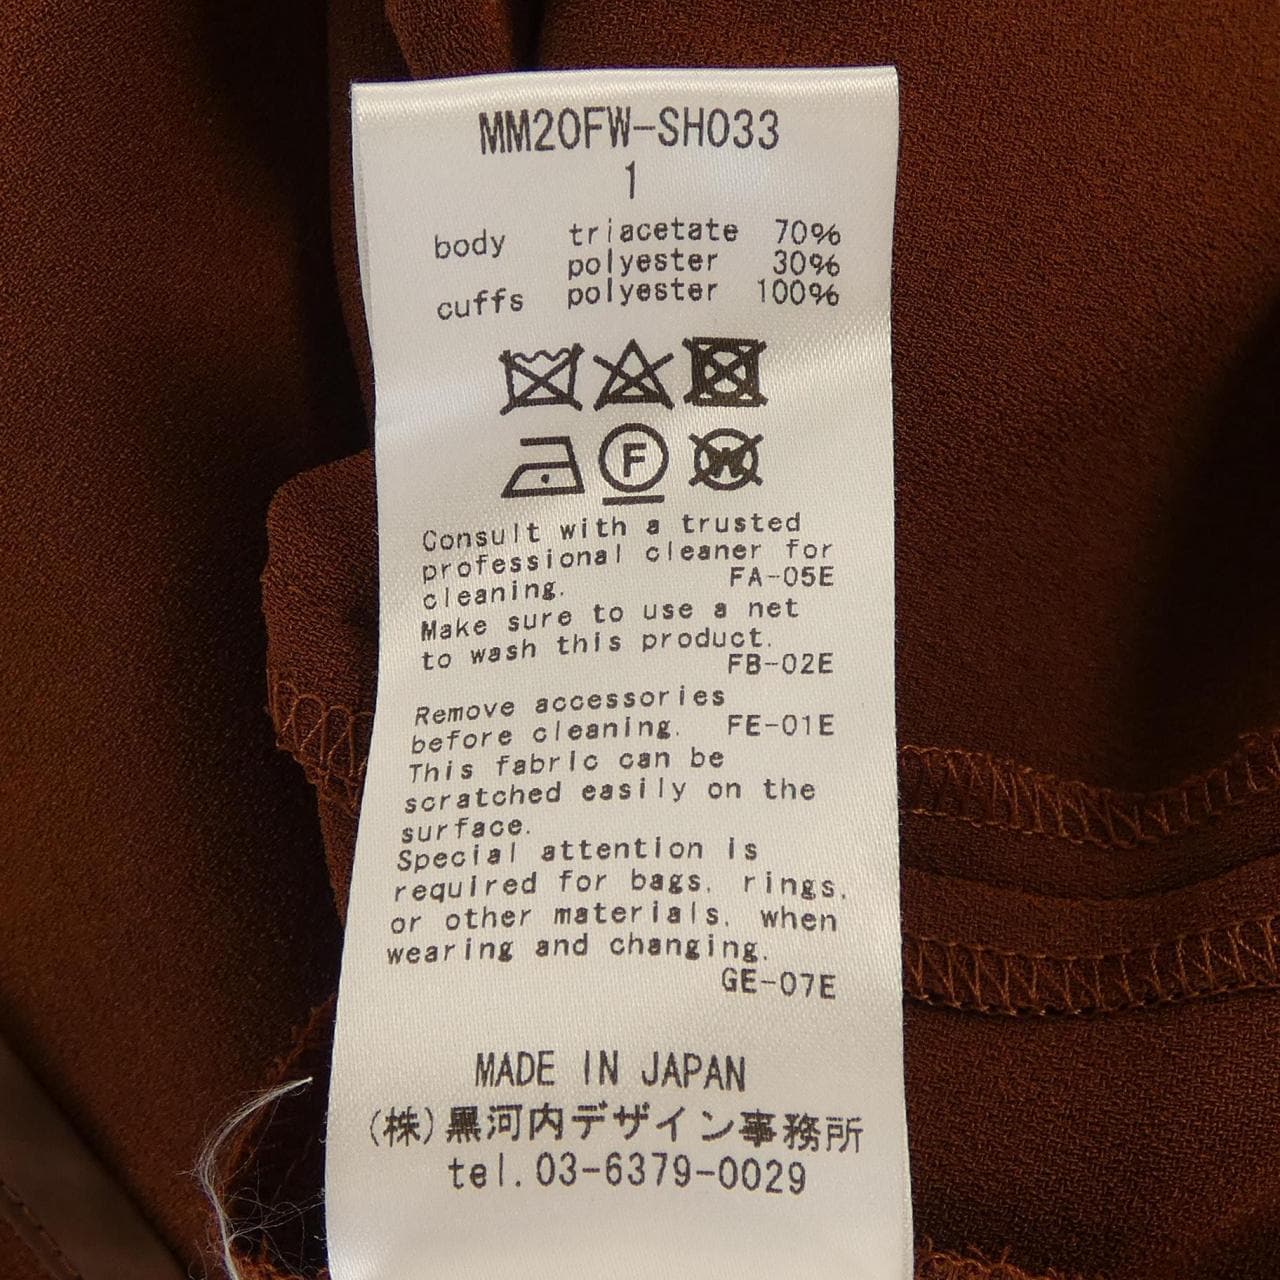 MM20FW-SH033
1
body triacetate 70%
polyester 30%
cuffs polyester 100%
F W
Consult with a trusted
professional cleaner for
cleaning. FA-05E
Make sure to use a net
to wash this product.
FB-02E
Remove accessories
before cleaning. FE-01E
This fabric can be
scratched easily on the
surface.
Special attention is
required for bags, rings,
or other materials, when
wearing and changing.
GE-07E
MADE IN JAPAN
(株)黒河内デザイン事務所
tel.03-6379-0029